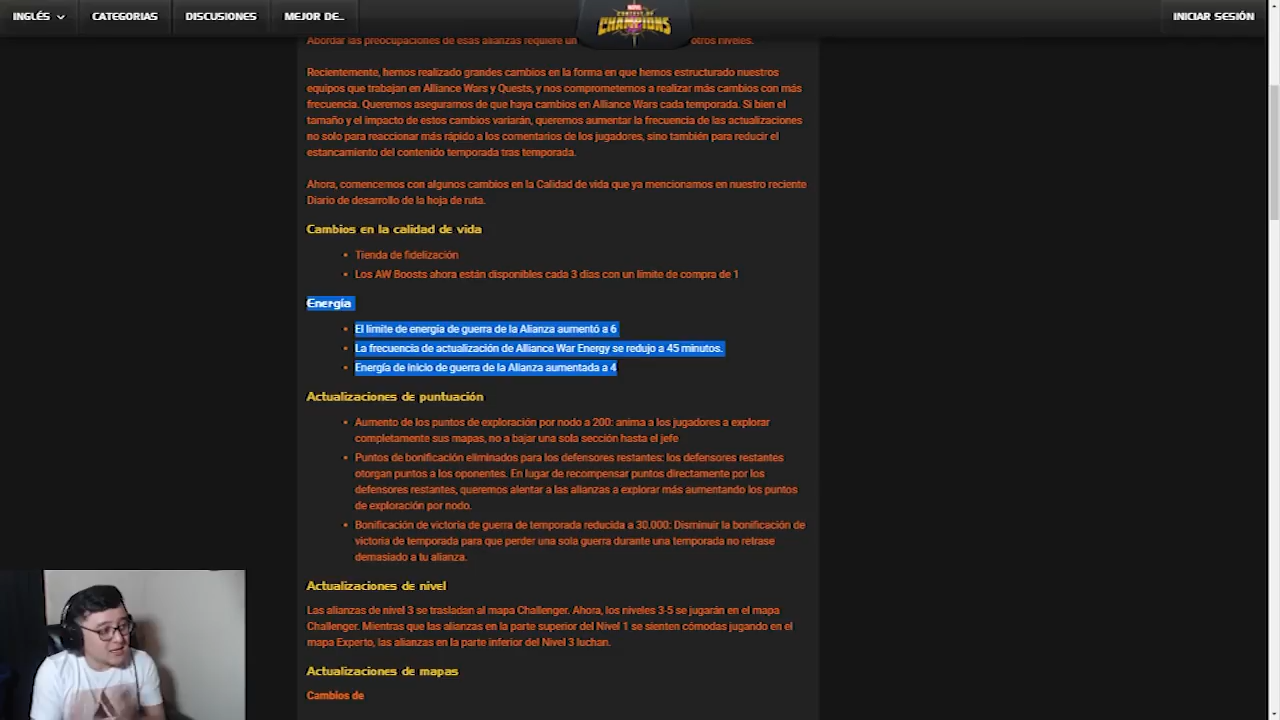 INGLÉS CATEGORIAS DISCUSIONES MEJOR DE... INICIAR SESIÓN
MARVEL
CONTEST OF
CHAMPIONS
Abordar las preocupaciones de esas alianzas requiere un otros niveles.
Recientemente, hemos realizado grandes cambios en la forma en que hemos estructurado nuestros
equipos que trabajan en Alliance Wars y Quests, y nos comprometemos a realizar más cambios con más
frecuencia. Queremos asegurarnos de que haya cambios en Alliance Wars cada temporada. Si bien el
tamaño y el impacto de estos cambios variarán, queremos aumentar la frecuencia de las actualizaciones
no solo para reaccionar más rápido a los comentarios de los jugadores, sino también para reducir el
estancamiento del contenido temporada tras temporada.
Ahora, comencemos con algunos cambios en la Calidad de vida que ya mencionamos en nuestro reciente
Diario de desarrollo de la hoja de ruta.
Cambios en la calidad de vida
Tienda de fidelización
Los AW Boosts ahora están disponibles cada 3 días con un límite de compra de 1
Energía
El límite de energía de guerra de la Alianza aumentó a 6
La frecuencia de actualización de Alliance War Energy se redujo a 45 minutos.
Energía de inicio de guerra de la Alianza aumentada a 4
Actualizaciones de puntuación
Aumento de los puntos de exploración por nodo a 200: anima a los jugadores a explorar
completamente sus mapas, no a bajar una sola sección hasta el jefe
Puntos de bonificación eliminados para los defensores restantes: los defensores restantes
otorgan puntos a los oponentes. En lugar de recompensar puntos directamente por los
defensores restantes, queremos alentar a las alianzas a explorar más aumentando los puntos
de exploración por nodo.
Bonificación de victoria de guerra de temporada reducida a 30.000: Disminuir la bonificación de
victoria de temporada para que perder una sola guerra durante una temporada no retrase
demasiado a tu alianza.
Actualizaciones de nivel
Las alianzas de nivel 3 se trasladan al mapa Challenger. Ahora, los niveles 3-5 se jugarán en el mapa
Challenger. Mientras que las alianzas en la parte superior del Nivel 1 se sienten cómodas jugando en el
mapa Experto, las alianzas en la parte inferior del Nivel 3 luchan.
Actualizaciones de mapas
Cambios de